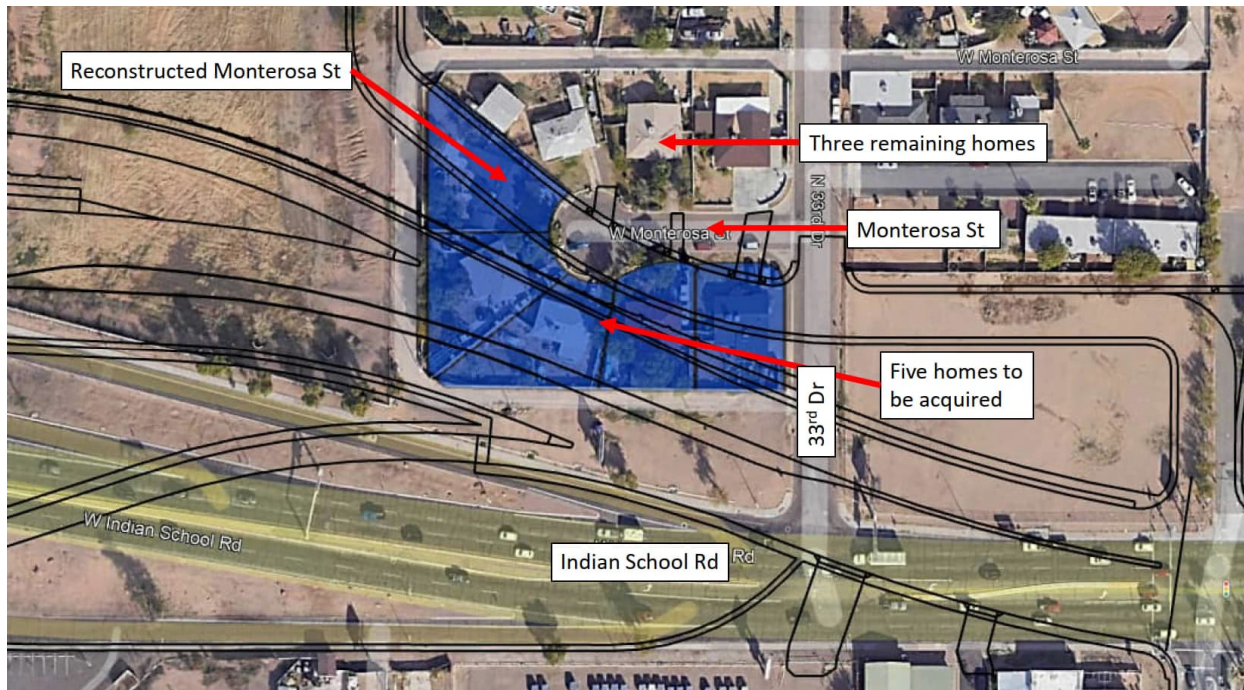 W Monterosa St
Reconstructed Monterosa St
Three remaining homes
N 33rd Dr
W Monterosa St
Monterosa St
Five homes to
be acquired
33rd Dr
W Indian School Rd
Indian School Rd
Rd